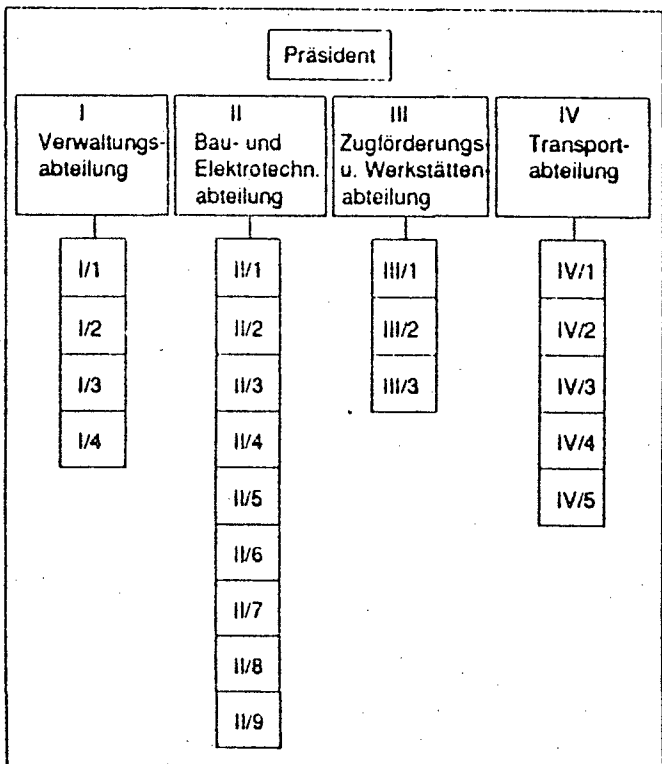 Präsident
I
Verwaltungs-
abteilung
II
Bau- und
Elektrotechn.
abteilung
III
Zugförderungs
u. Werkstätten
abteilung
IV
Transport-
abteilung
I/1
I/2
I/3
I/4
II/1
II/2
II/3
II/4
II/5
II/6
II/7
II/8
II/9
III/1
III/2
III/3
IV/1
IV/2
IV/3
IV/4
IV/5